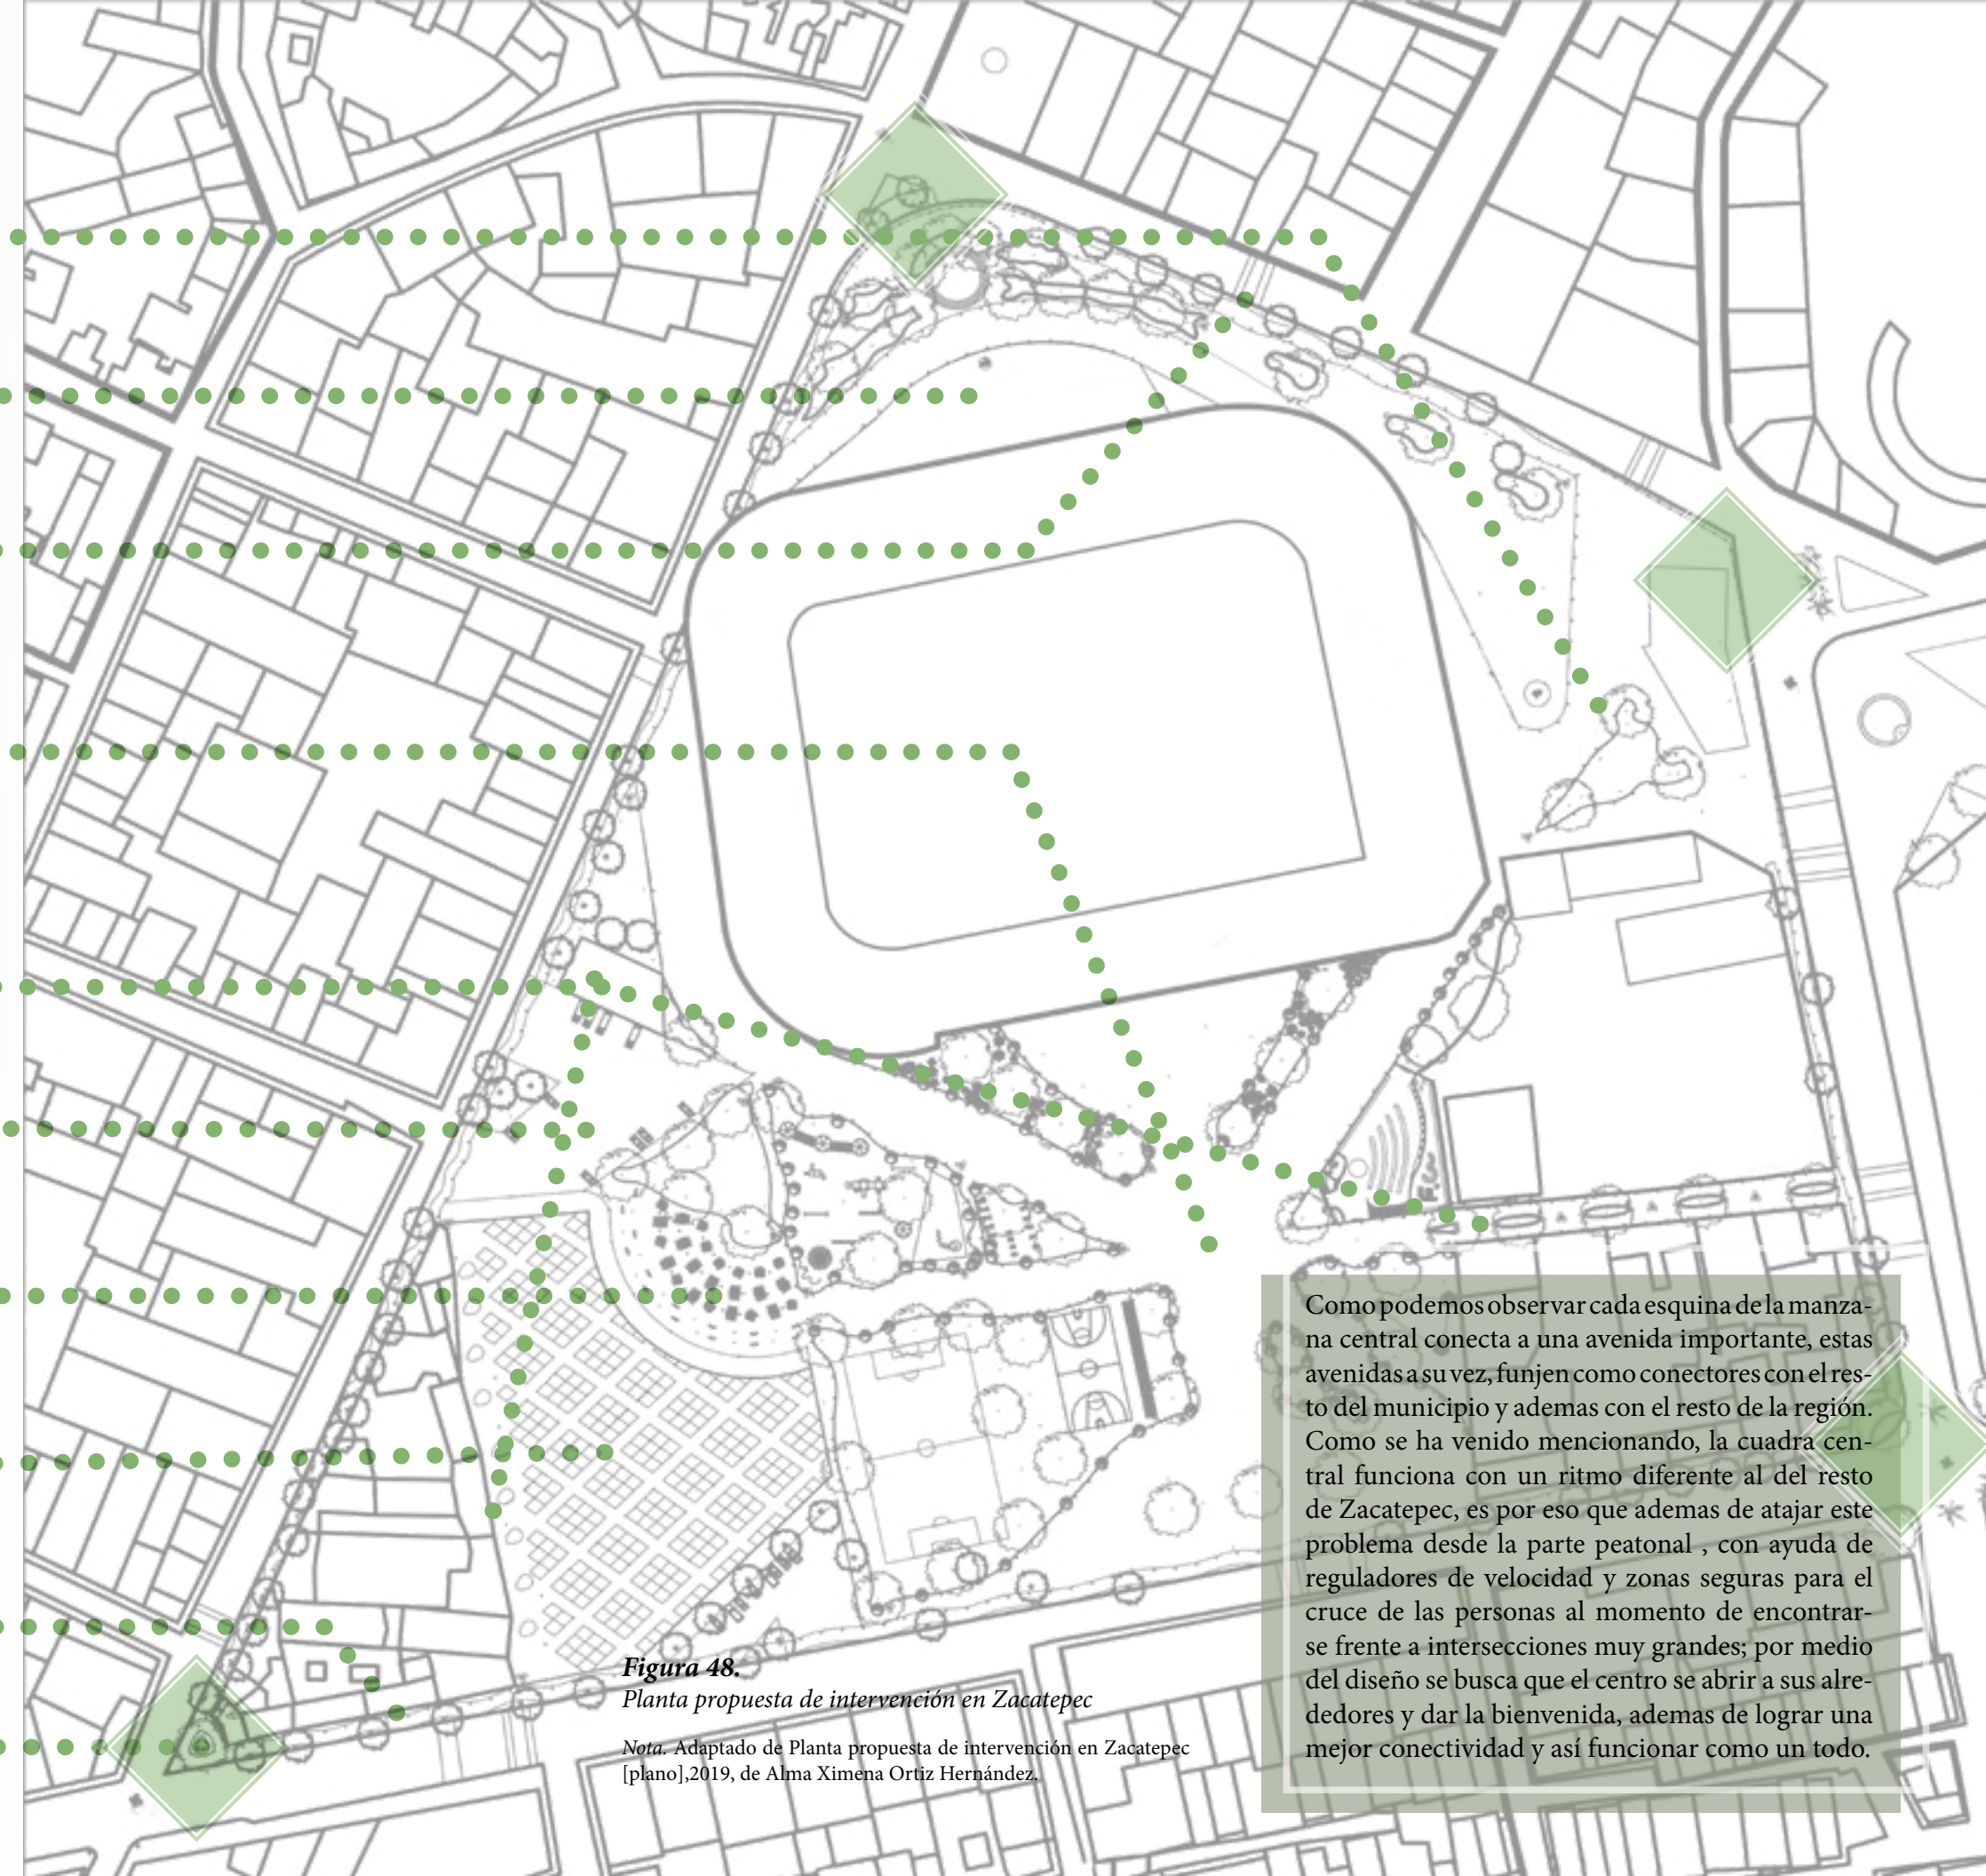 Como podemos observar cada esquina de la manza-
na central conecta a una avenida importante, estas
avenidas a su vez, funjen como conectores con el res-
to del municipio y ademas con el resto de la región.
Como se ha venido mencionando, la cuadra cen-
tral funciona con un ritmo diferente al del resto
de Zacatepec, es por eso que ademas de atajar este
problema desde la parte peatonal , con ayuda de
reguladores de velocidad y zonas seguras para el
cruce de las personas al momento de encontrar-
se frente a intersecciones muy grandes; por medio
del diseño se busca que el centro se abrir a sus alre-
dedores y dar la bienvenida, ademas de lograr una
mejor conectividad y así funcionar como un todo.
Figura 48.
Planta propuesta de intervención en Zacatepec
Nota. Adaptado de Planta propuesta de intervención en Zacatepec
[plano],2019, de Alma Ximena Ortiz Hernández.